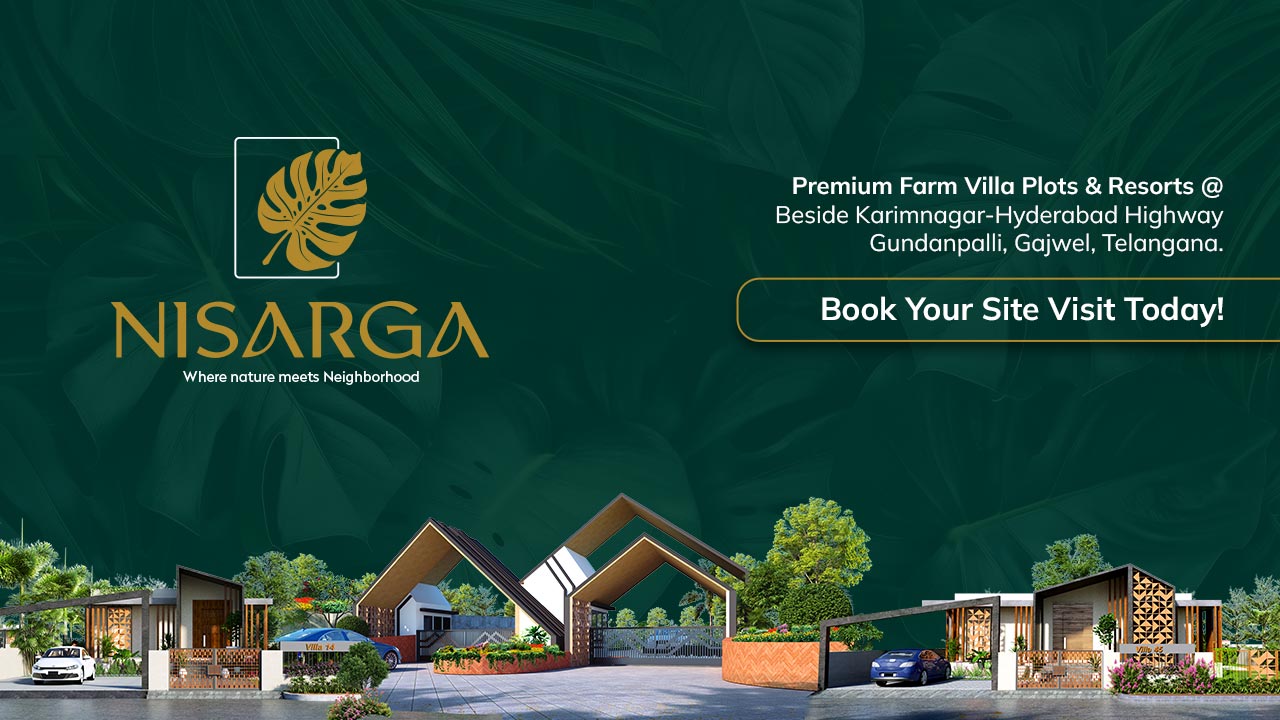 NISARGA
Where nature meets Neighborhood
Premium Farm Villa Plots & Resorts @
Beside Karimnagar-Hyderabad Highway
Gundanpalli, Gajwel, Telangana.
Book Your Site Visit Today!
Villa 14